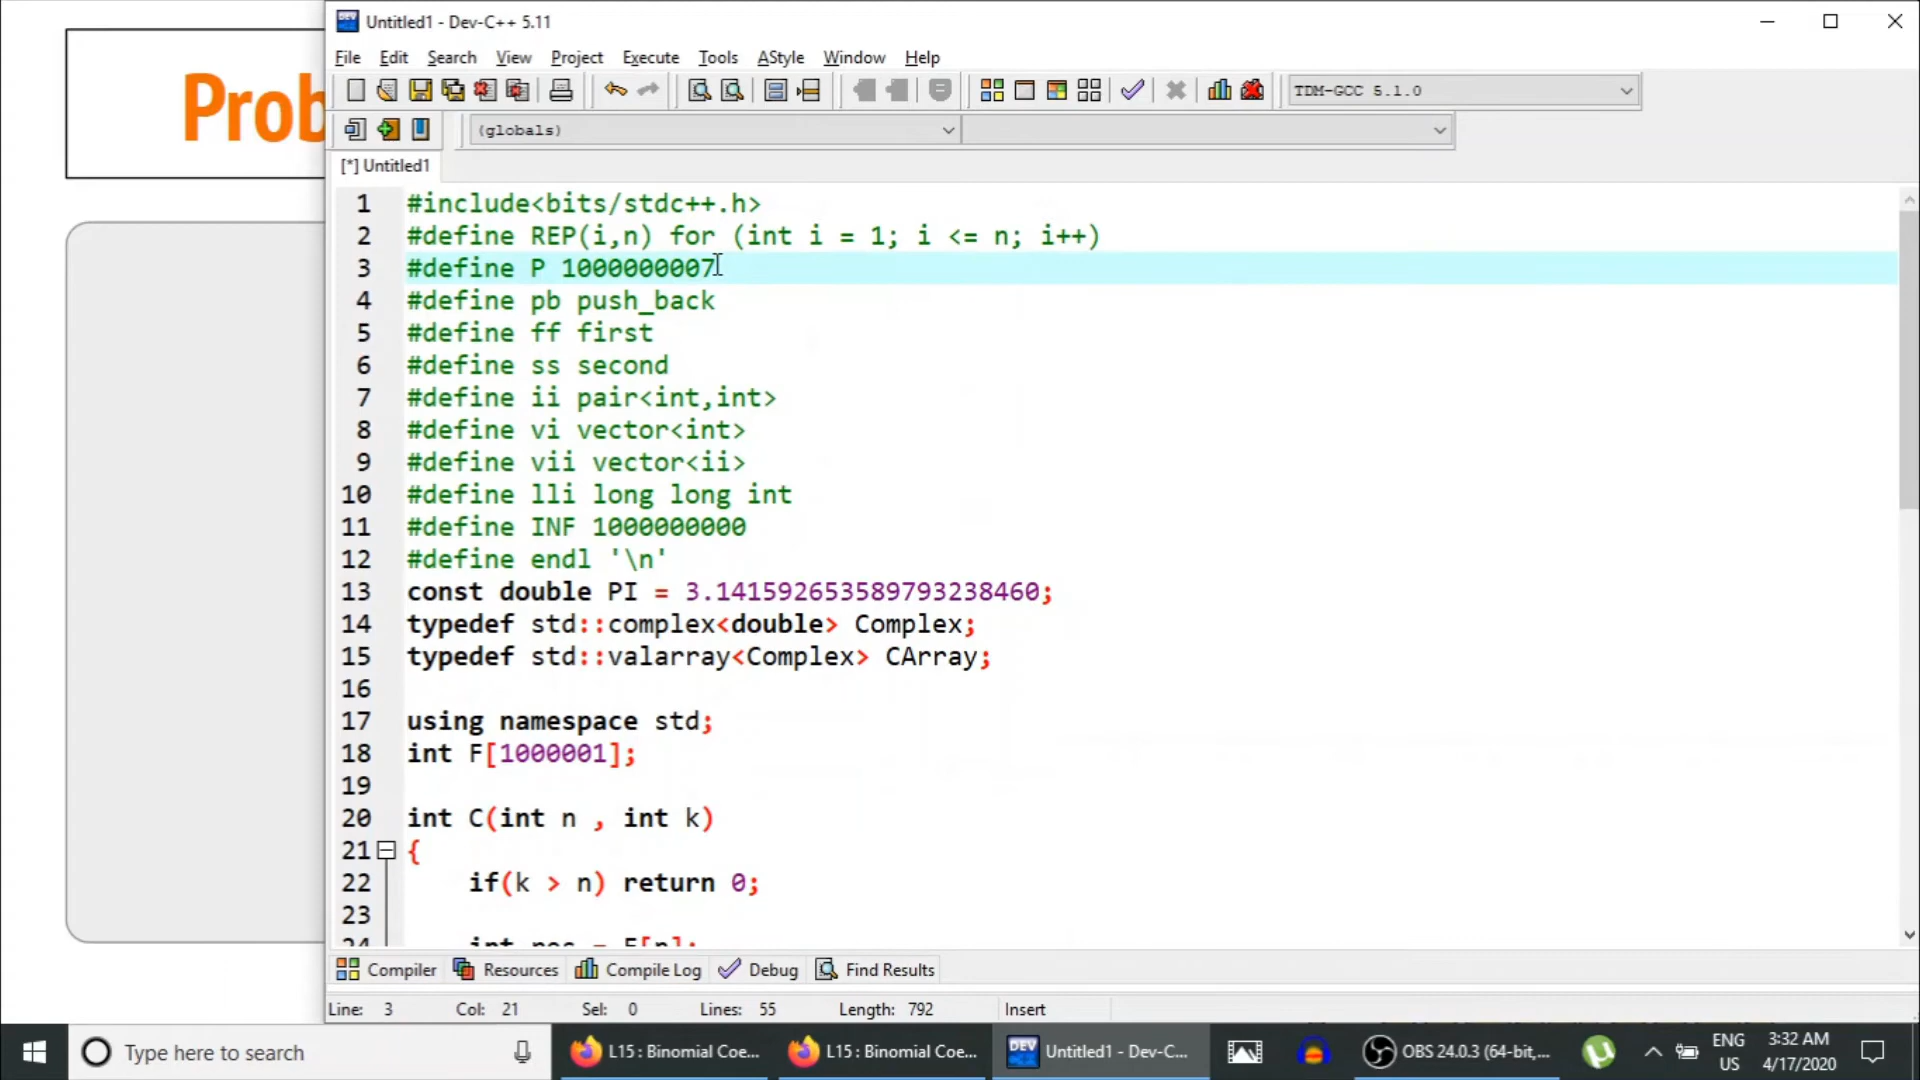 Untitled1 - Dev-C++ 5.11
File Edit Search View Project Execute Tools AStyle Window Help
TDM-GCC 5.1.0
(globals)
[*] Untitled1
Prob
1 #include<bits/stdc++.h>
2 #define REP(i,n) for (int i = 1; i <= n; i++)
3 #define P 1000000007
4 #define pb push_back
5 #define ff first
6 #define ss second
7 #define ii pair<int,int>
8 #define vi vector<int>
9 #define vii vector<ii>
10 #define lli long long int
11 #define INF 1000000000
12 #define endl '\n'
13 const double PI = 3.141592653589793238460;
14 typedef std::complex<double> Complex;
15 typedef std::valarray<Complex> CArray;
16
17 using namespace std;
18 int F[1000001];
19
20 int C(int n , int k)
21 {
22 if(k > n) return 0;
23
24 int res = F[n];
Compiler Resources Compile Log Debug Find Results
Line: 3 Col: 21 Sel: 0 Lines: 55 Length: 792 Insert
Type here to search
L15 : Binomial Coe...
L15 : Binomial Coe...
DEV Untitled1 - Dev-C...
OBS 24.0.3 (64-bit,...
ENG US
3:32 AM
4/17/2020